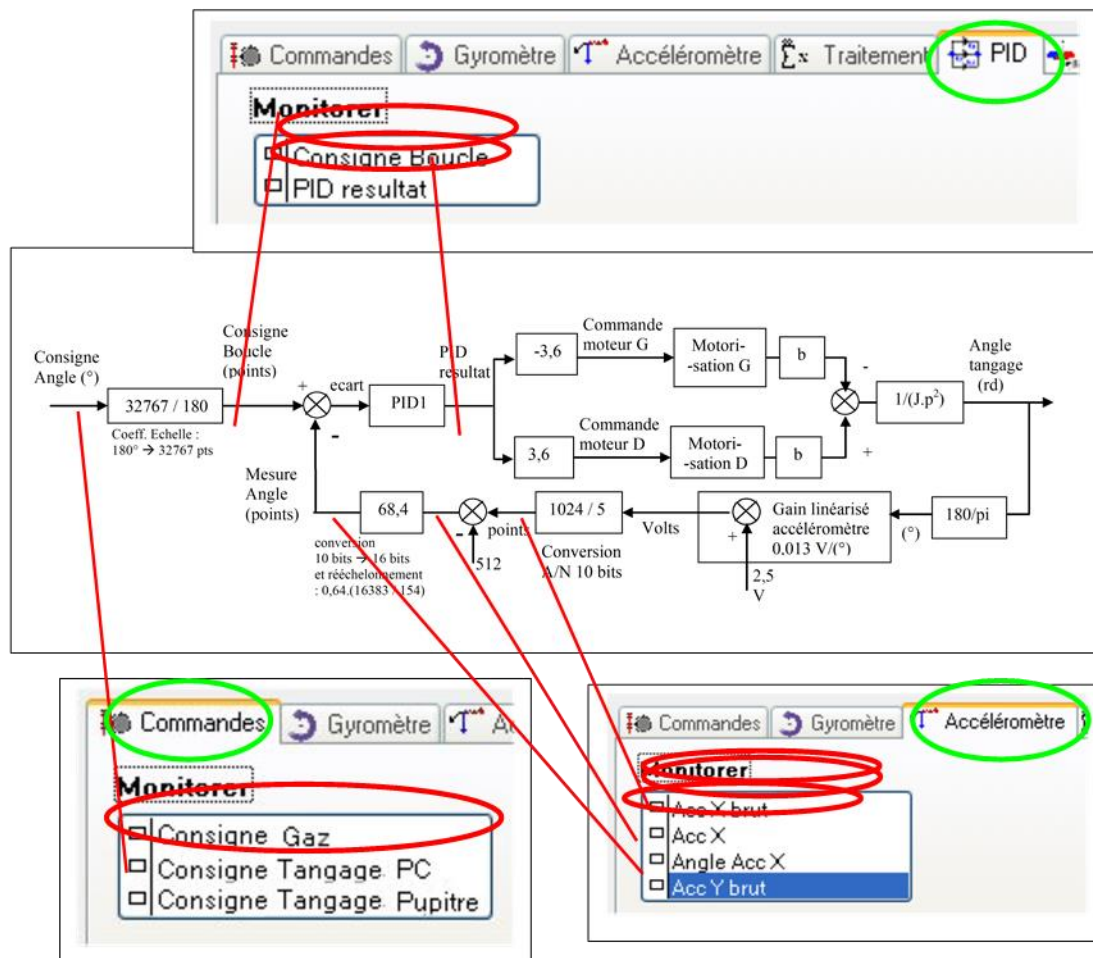 Commandes Gyromètre Accéléromètre Traitement PID
Monitorer
Consigne Boucle
PID resultat
Consigne
Angle (°)
32767 / 180
Coeff. Echelle :
180° → 32767 pts
Consigne
Boucle
(points)
+
-
ecart
PID1
PID
resultat
-3,6
Commande
moteur G
Motori-
-sation G
b
-
3,6
Commande
moteur D
Motori-
-sation D
b
+
1/(J.p²)
Angle
tangage
(rd)
Mesure
Angle
(points)
68,4
conversion
10 bits → 16 bits
et rééchelonnement
: 0,64.(16383 / 154)
-
512
points
1024 / 5
Conversion
A/N 10 bits
Volts
+
2,5
V
Gain linéarisé
accéléromètre
0,013 V/(°)
(°)
180/pi
Commandes Gyromètre
Monitorer
Consigne Gaz
Consigne Tangage PC
Consigne Tangage Pupitre
Commandes Gyromètre Accéléromètre
Monitorer
Acc X brut
Acc X
Angle Acc X
Acc Y brut